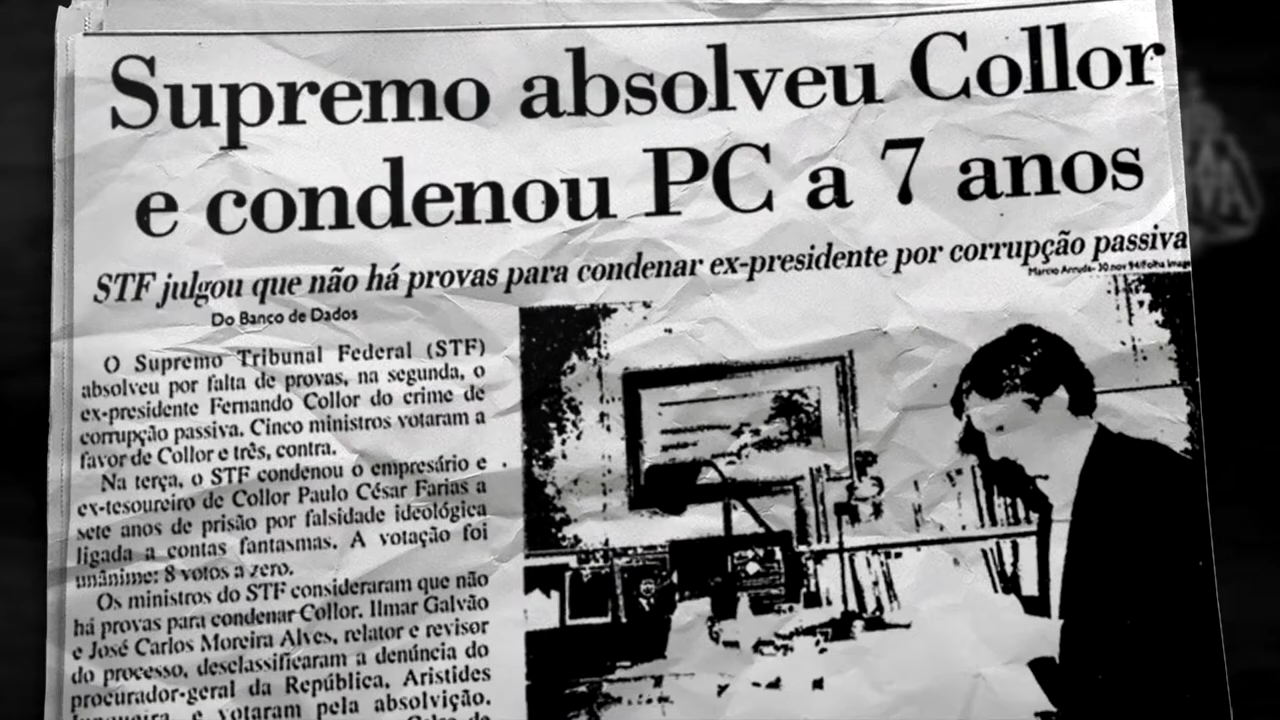 Supremo absolveu Collor
e condenou PC a 7 anos
STF julgou que não há provas para condenar ex-presidente por corrupção passiva
Marcio Arruda- 30.nov.94/Folha Imagem
Do Banco de Dados
O Supremo Tribunal Federal (STF)
absolveu por falta de provas, na segunda, o
ex-presidente Fernando Collor do crime de
corrupção passiva. Cinco ministros votaram a
favor de Collor e três, contra.
Na terça, o STF condenou o empresário e
ex-tesoureiro de Collor Paulo César Farias a
sete anos de prisão por falsidade ideológica
ligada a contas fantasmas. A votação foi
unânime: 8 votos a zero.
Os ministros do STF consideraram que não
há provas para condenar Collor. Ilmar Galvão
e José Carlos Moreira Alves, relator e revisor
do processo, desclassificaram a denúncia do
procurador-geral da República, Aristides
e votaram pela absolvição.